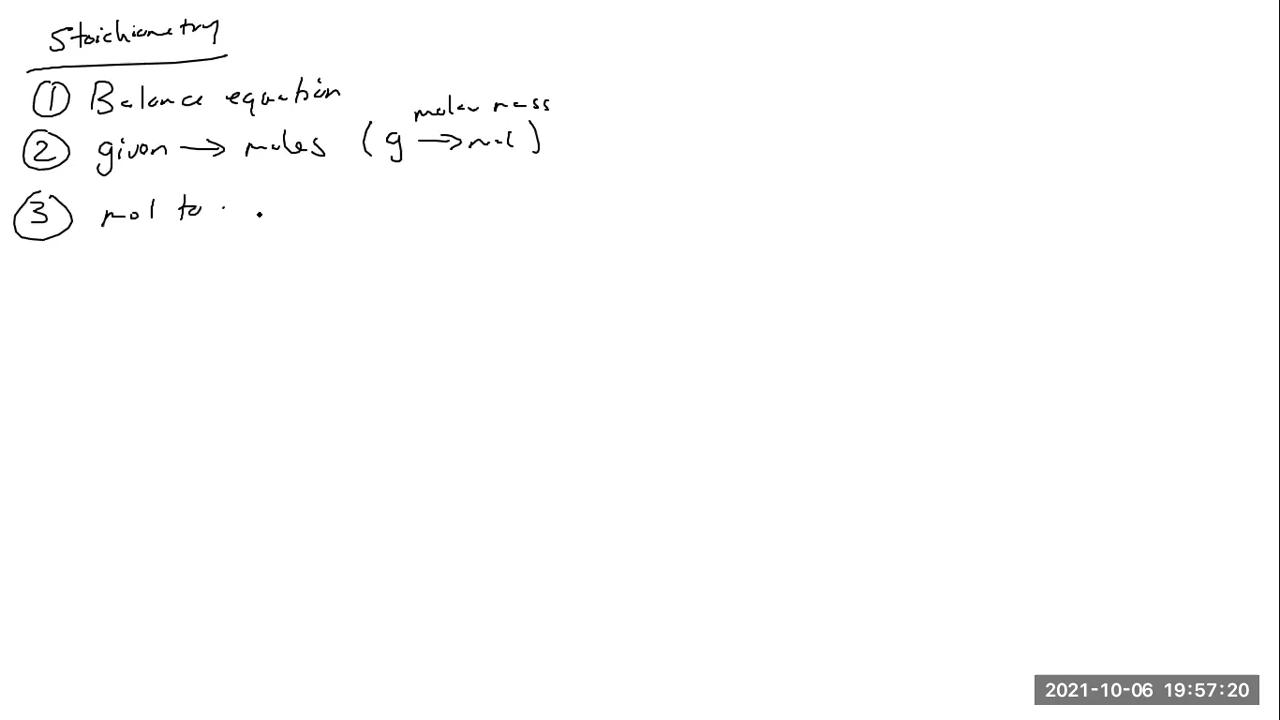 Stoichiometry
① Balance equation
molar mass
② given → moles (g → mol)
③ mol to
2021-10-06 19:57:20